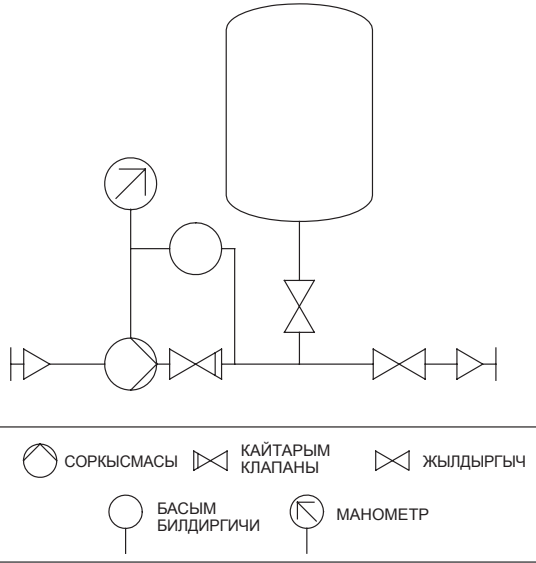 СОРКЫСМАСЫ
КАЙТАРЫМ
КЛАПАНЫ
ЖЫЛДЫРГЫЧ
БАСЫМ
БИЛДИРГИЧИ
МАНОМЕТР